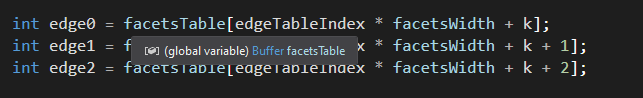 int edge0 = facetsTable[edgeTableIndex * facetsWidth + k];
int edge1 = f
(global variable) Buffer facetsTable
* facetsWidth + k + 1];
int edge2 = facetsTable[edgeTableIndex * facetsWidth + k + 2];